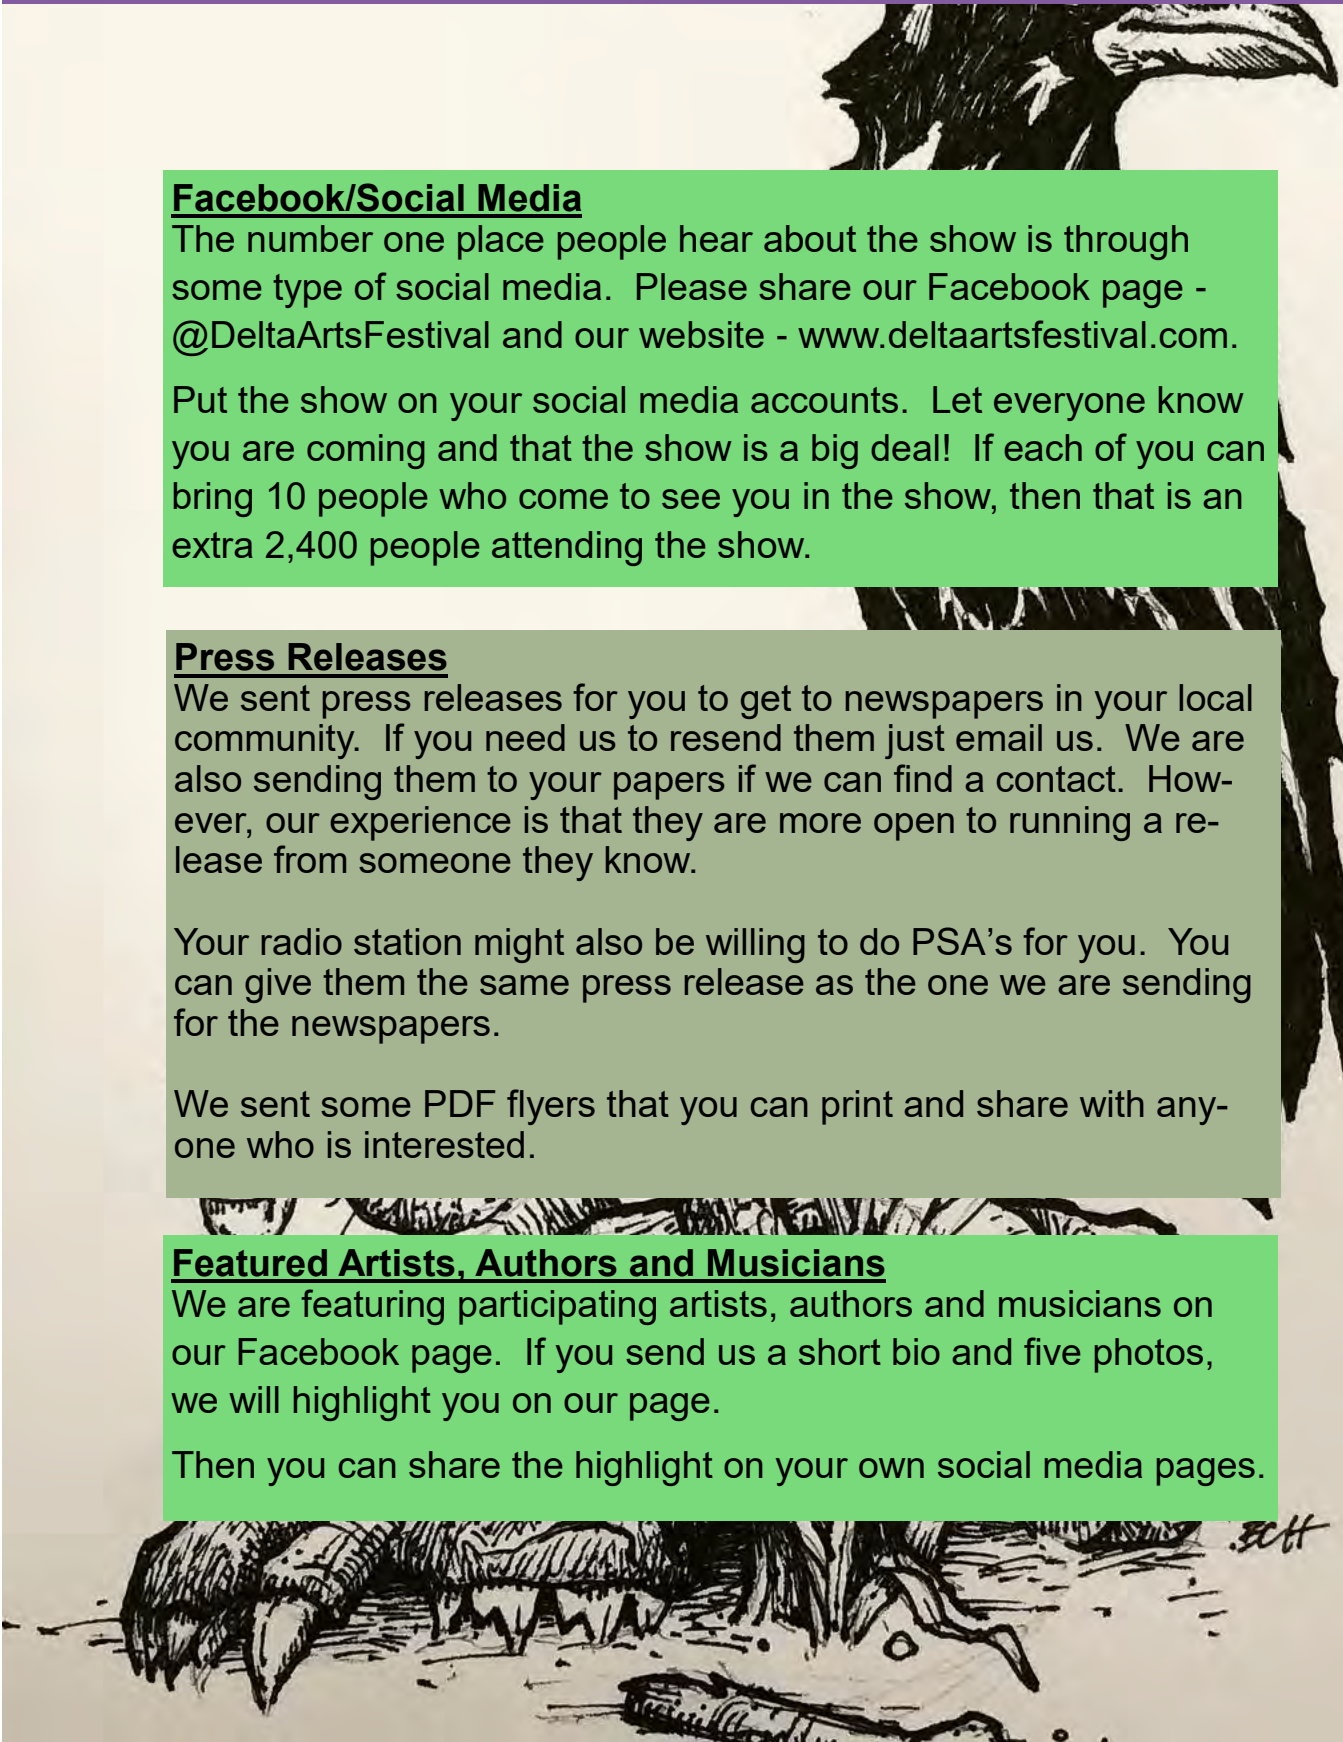 Facebook/Social Media
The number one place people hear about the show is through
some type of social media.  Please share our Facebook page -
@DeltaArtsFestival and our website - www.deltaartsfestival.com.
Put the show on your social media accounts.  Let everyone know
you are coming and that the show is a big deal!  If each of you can
bring 10 people who come to see you in the show, then that is an
extra 2,400 people attending the show.
Press Releases
We sent press releases for you to get to newspapers in your local
community.  If you need us to resend them just email us.  We are
also sending them to your papers if we can find a contact.  How-
ever, our experience is that they are more open to running a re-
lease from someone they know.
Your radio station might also be willing to do PSA’s for you.  You
can give them the same press release as the one we are sending
for the newspapers.
We sent some PDF flyers that you can print and share with any-
one who is interested.
Featured Artists, Authors and Musicians
We are featuring participating artists, authors and musicians on
our Facebook page.  If you send us a short bio and five photos,
we will highlight you on our page.
Then you can share the highlight on your own social media pages.